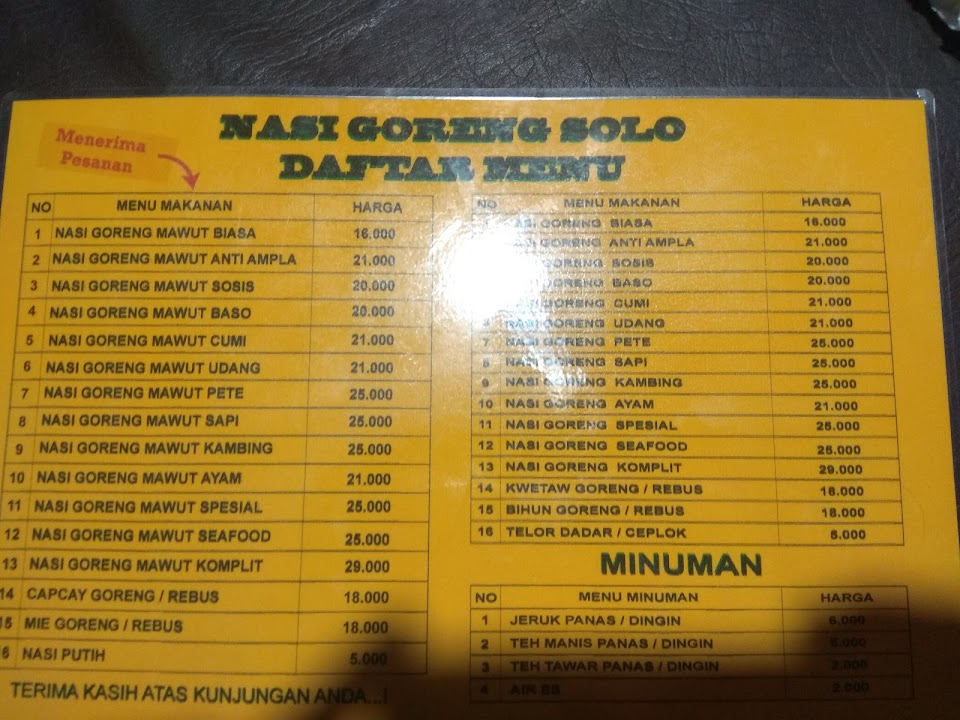 NASI GORENG SOLO
DAFTAR MENU
Menerima
Pesanan
NO MENU MAKANAN HARGA
1 NASI GORENG MAWUT BIASA 16.000
2 NASI GORENG MAWUT ANTI AMPLA 21.000
3 NASI GORENG MAWUT SOSIS 20.000
4 NASI GORENG MAWUT BASO 20.000
5 NASI GORENG MAWUT CUMI 21.000
6 NASI GORENG MAWUT UDANG 21.000
7 NASI GORENG MAWUT PETE 25.000
8 NASI GORENG MAWUT SAPI 25.000
9 NASI GORENG MAWUT KAMBING 25.000
10 NASI GORENG MAWUT AYAM 21.000
11 NASI GORENG MAWUT SPESIAL 25.000
12 NASI GORENG MAWUT SEAFOOD 25.000
13 NASI GORENG MAWUT KOMPLIT 29.000
14 CAPCAY GORENG / REBUS 18.000
15 MIE GORENG / REBUS 18.000
6 NASI PUTIH 5.000
TERIMA KASIH ATAS KUNJUNGAN ANDA...!
NO MENU MAKANAN HARGA
NASI GORENG BIASA 16.000
GORENG ANTI AMPLA 21.000
GORENG SOSIS 20.000
GORENG BASO 20.000
GORENG CUMI 21.000
NASI GORENG UDANG 21.000
7 NASI GORENG PETE 25.000
8 NASI GORENG SAPI 25.000
9 NASI GORENG KAMBING 25.000
10 NASI GORENG AYAM 21.000
11 NASI GORENG SPESIAL 25.000
12 NASI GORENG SEAFOOD 25.000
13 NASI GORENG KOMPLIT 29.000
14 KWETAW GORENG / REBUS 18.000
15 BIHUN GORENG / REBUS 18.000
16 TELOR DADAR / CEPLOK 5.000
MINUMAN
NO MENU MINUMAN HARGA
1 JERUK PANAS / DINGIN 6.000
2 TEH MANIS PANAS / DINGIN
3 TEH TAWAR PANAS / DINGIN 2.000
4 AIR ES 2.000